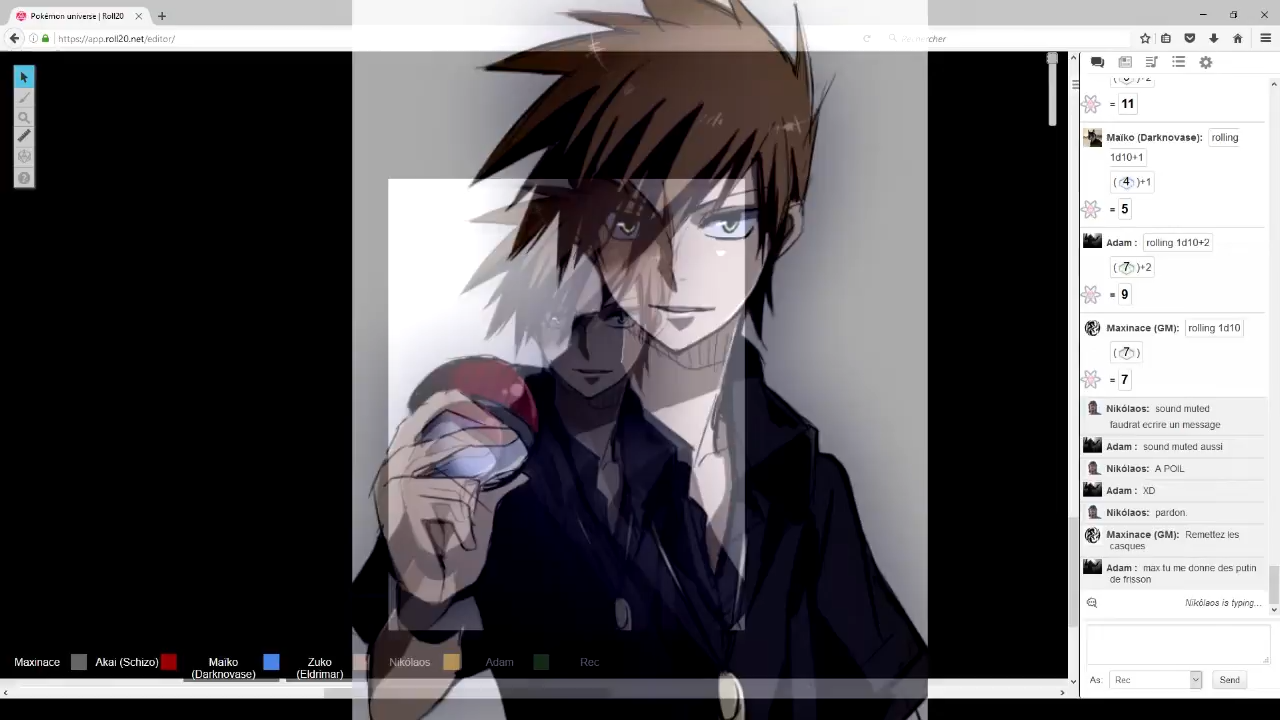 Pokémon universe | Roll20
https://app.roll20.net/editor/
= 11
Maïko (Darknovase): rolling
1d10+1
(4)+1
= 5
Adam : rolling 1d10+2
(7)+2
= 9
Maxinace (GM): rolling 1d10
(7)
= 7
Nikólaos: sound muted
faudrat ecrire un message
Adam : sound muted aussi
Nikólaos: A POIL
Adam : XD
Nikólaos: pardon.
Maxinace (GM): Remettez les
casques
Adam : max tu me donne des putin
de frisson
Nikólaos is typing...
As: Rec Send
Maxinace Akai (Schizo) Maïko Zuko Nikólaos Adam Rec
(Darknovase) (Eldrimar)